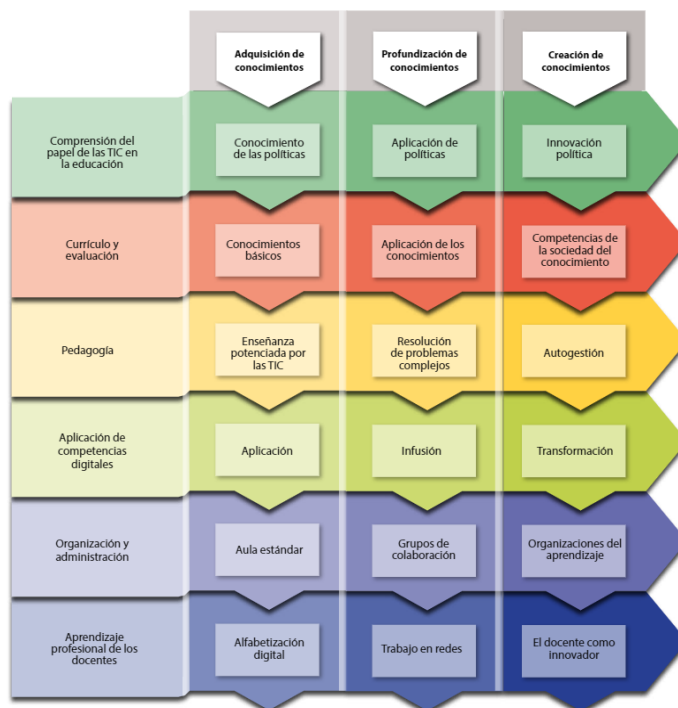 Adquisición de
conocimientos
Profundización de
conocimientos
Creación de
conocimientos
Comprensión del
papel de las TIC en
la educación
Conocimiento
de las políticas
Aplicación de
políticas
Innovación
política
Currículo y
evaluación
Conocimientos
básicos
Aplicación de los
conocimientos
Competencias de
la sociedad del
conocimiento
Pedagogía
Enseñanza
potenciada por
las TIC
Resolución
de problemas
complejos
Autogestión
Aplicación de
competencias
digitales
Aplicación
Infusión
Transformación
Organización y
administración
Aula estándar
Grupos de
colaboración
Organizaciones del
aprendizaje
Aprendizaje
profesional de los
docentes
Alfabetización
digital
Trabajo en redes
El docente como
innovador